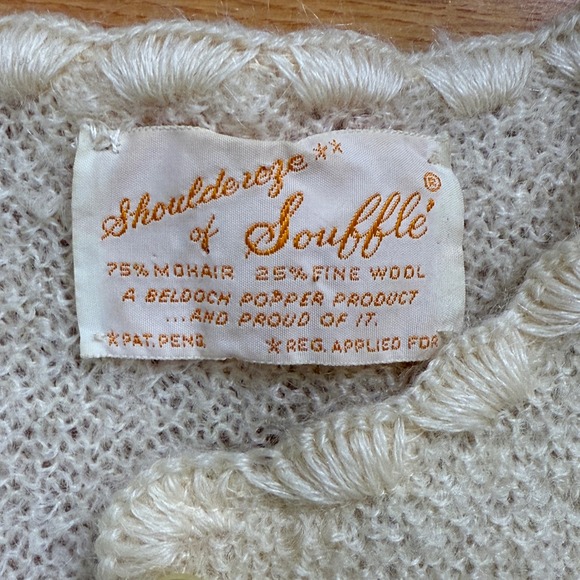 Shoulderoze**
of Soufflé®
75% MOHAIR 25% FINE WOOL
A BELDOCH POPPER PRODUCT
...AND PROUD OF IT.
*PAT. PEND. *REG. APPLIED FOR